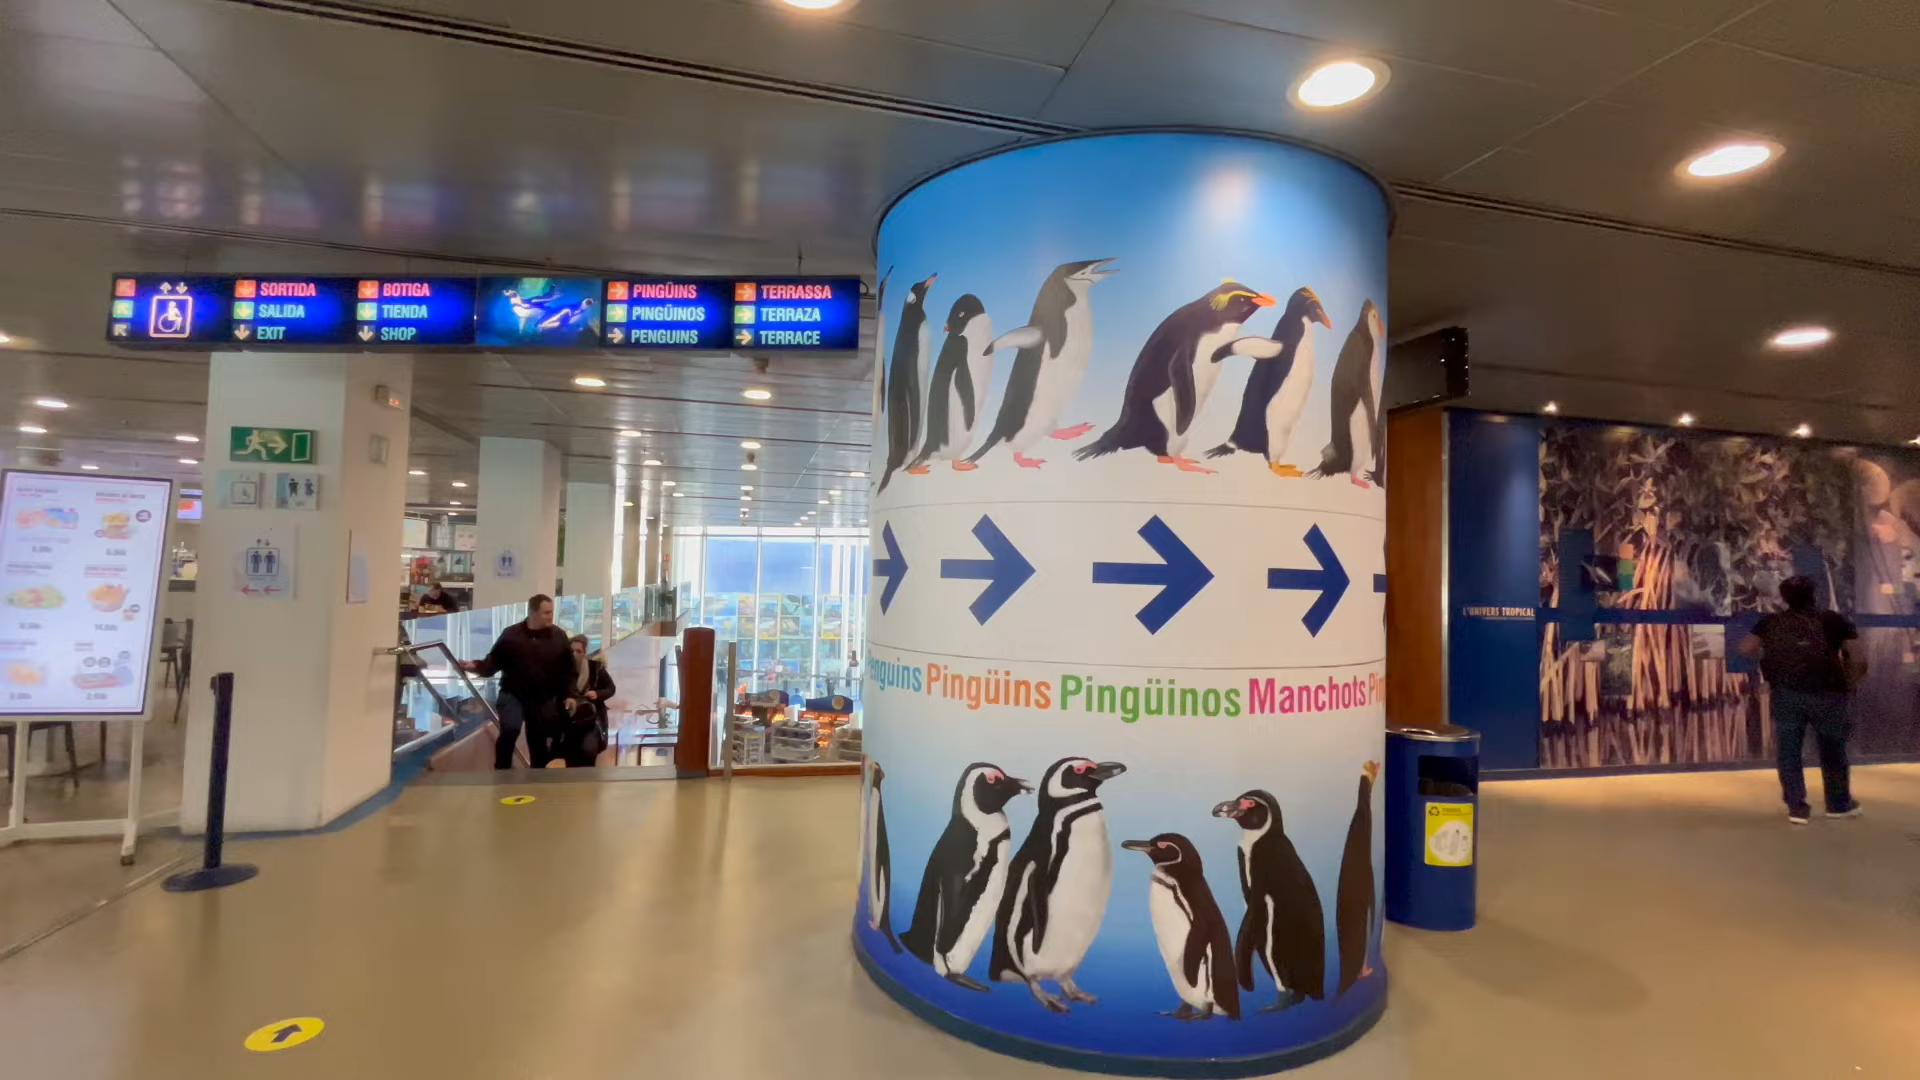 SORTIDA
SALIDA
EXIT
BOTIGA
TIENDA
SHOP
PINGÜINS
PINGÜINOS
PENGUINS
TERRASSA
TERRAZA
TERRACE
Pingüins Pingüinos Manchots
L'UNIVERS TROPICAL